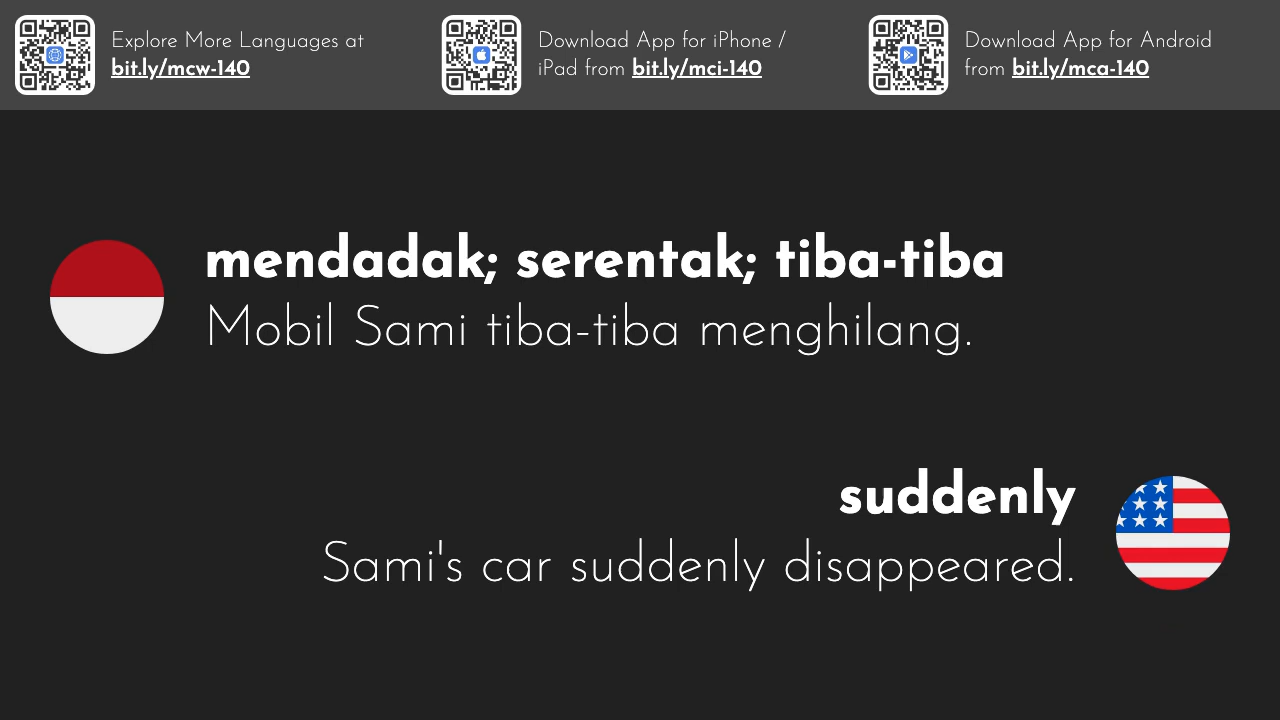 Explore More Languages at
bit.ly/mcw-140
Download App for iPhone /
iPad from bit.ly/mci-140
Download App for Android
from bit.ly/mca-140
mendadak; serentak; tiba-tiba
Mobil Sami tiba-tiba menghilang.
suddenly
Sami's car suddenly disappeared.